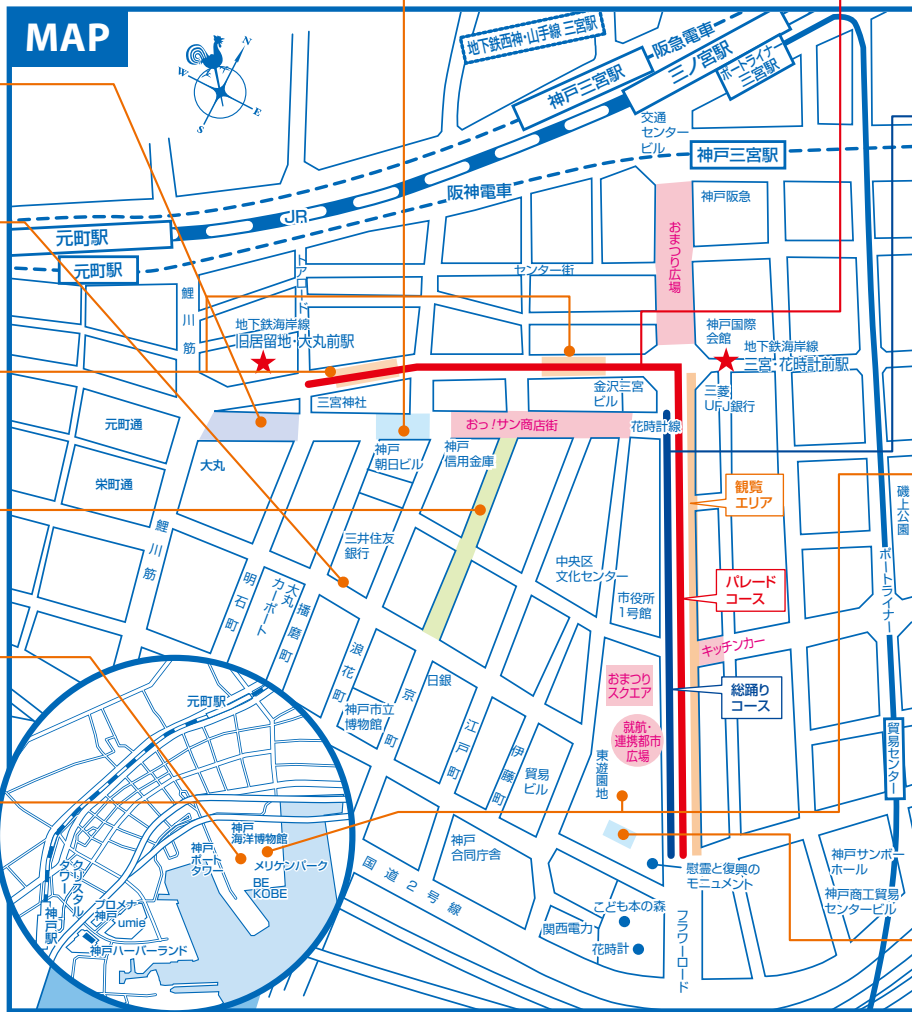 MAP
N
W
E
S
地下鉄西神・山手線 三宮駅
阪急電車
神戸三宮駅
三ノ宮駅
ポートライナー
三宮駅
交通
センター
ビル
神戸三宮駅
阪神電車
JR
元町駅
元町駅
神戸阪急
おまつり広場
センター街
トアロード
鯉川筋
地下鉄海岸線
旧居留地・大丸前駅
神戸国際
会館
地下鉄海岸線
三宮・花時計前駅
三宮神社
金沢三宮
ビル
三菱
UFJ銀行
元町通
おっ!サン商店街
花時計線
大丸
神戸
朝日ビル
神戸
信用金庫
栄町通
観覧
エリア
磯上公園
鯉川筋
三井住友
銀行
中央区
文化センター
ポートライナー
明石町
大丸
カーポート
播磨町
市役所
1号館
パレード
コース
浪花町
キッチンカー
京町
日銀
おまつり
スクエア
総踊り
コース
神戸市立
博物館
江戸町
伊藤町
就航・
連携都市
広場
貿易
ビル
東遊園地
貿易センター
神戸
合同庁舎
国道2号線
慰霊と復興の
モニュメント
神戸サンボー
ホール
神戸商工貿易
センタービル
こども本の森
関西電力
花時計
フラワーロード
元町駅
神戸
海洋博物館
神戸
ポート
タワー
メリケンパーク
BE
KOBE
クリスタル
タワー
神戸駅
プロメナ
神戸
umie
神戸ハーバーランド